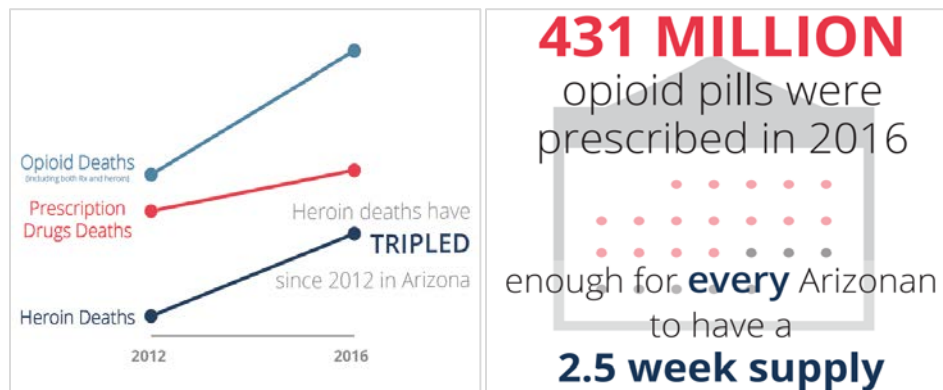 Opioid Deaths
(including both Rx and heroin)
Prescription
Drugs Deaths
Heroin deaths have
TRIPLED
since 2012 in Arizona
Heroin Deaths
2012
2016
431 MILLION
opioid pills were
prescribed in 2016
enough for every Arizonan
to have a
2.5 week supply